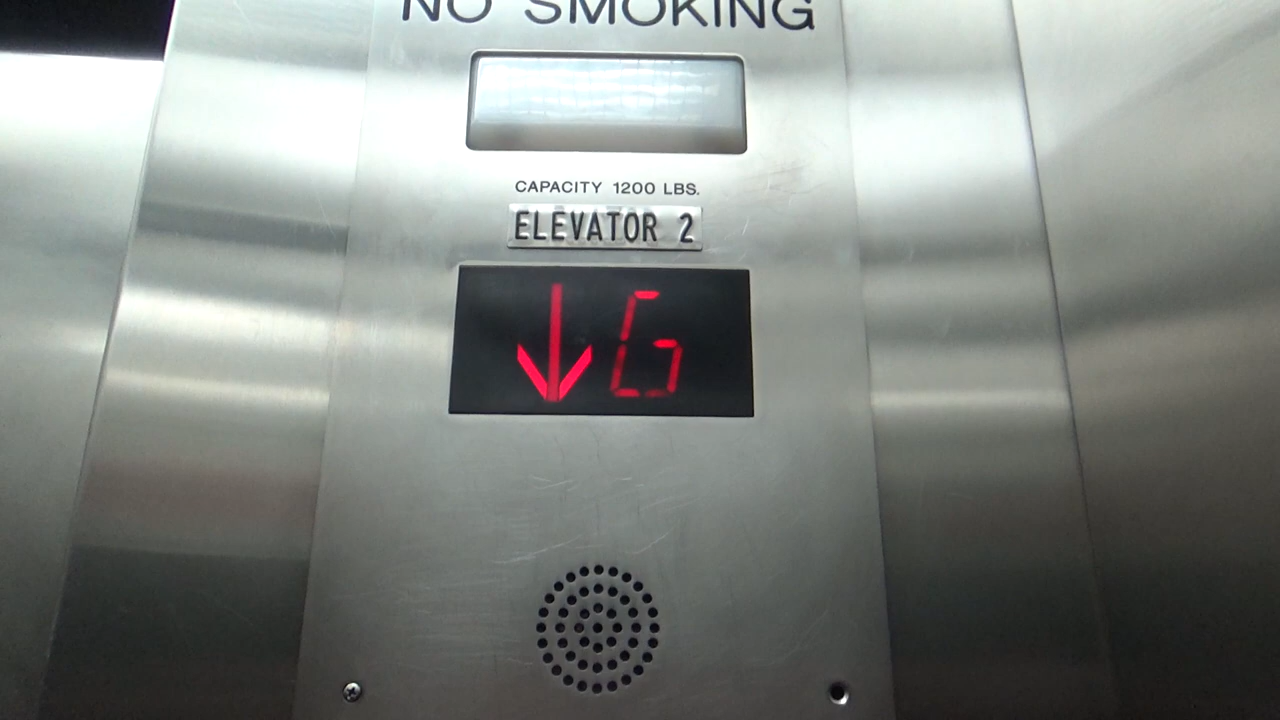 NO SMOKING
CAPACITY 1200 LBS.
ELEVATOR 2
↓ G